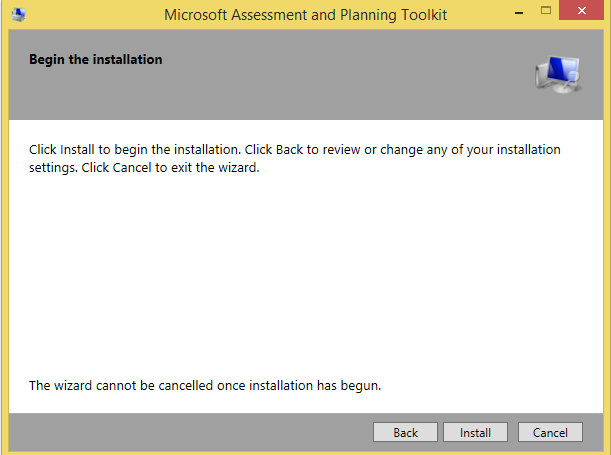 Microsoft Assessment and Planning Toolkit
Begin the installation
Click Install to begin the installation. Click Back to review or change any of your installation
settings. Click Cancel to exit the wizard.
The wizard cannot be cancelled once installation has begun.
Back Install Cancel